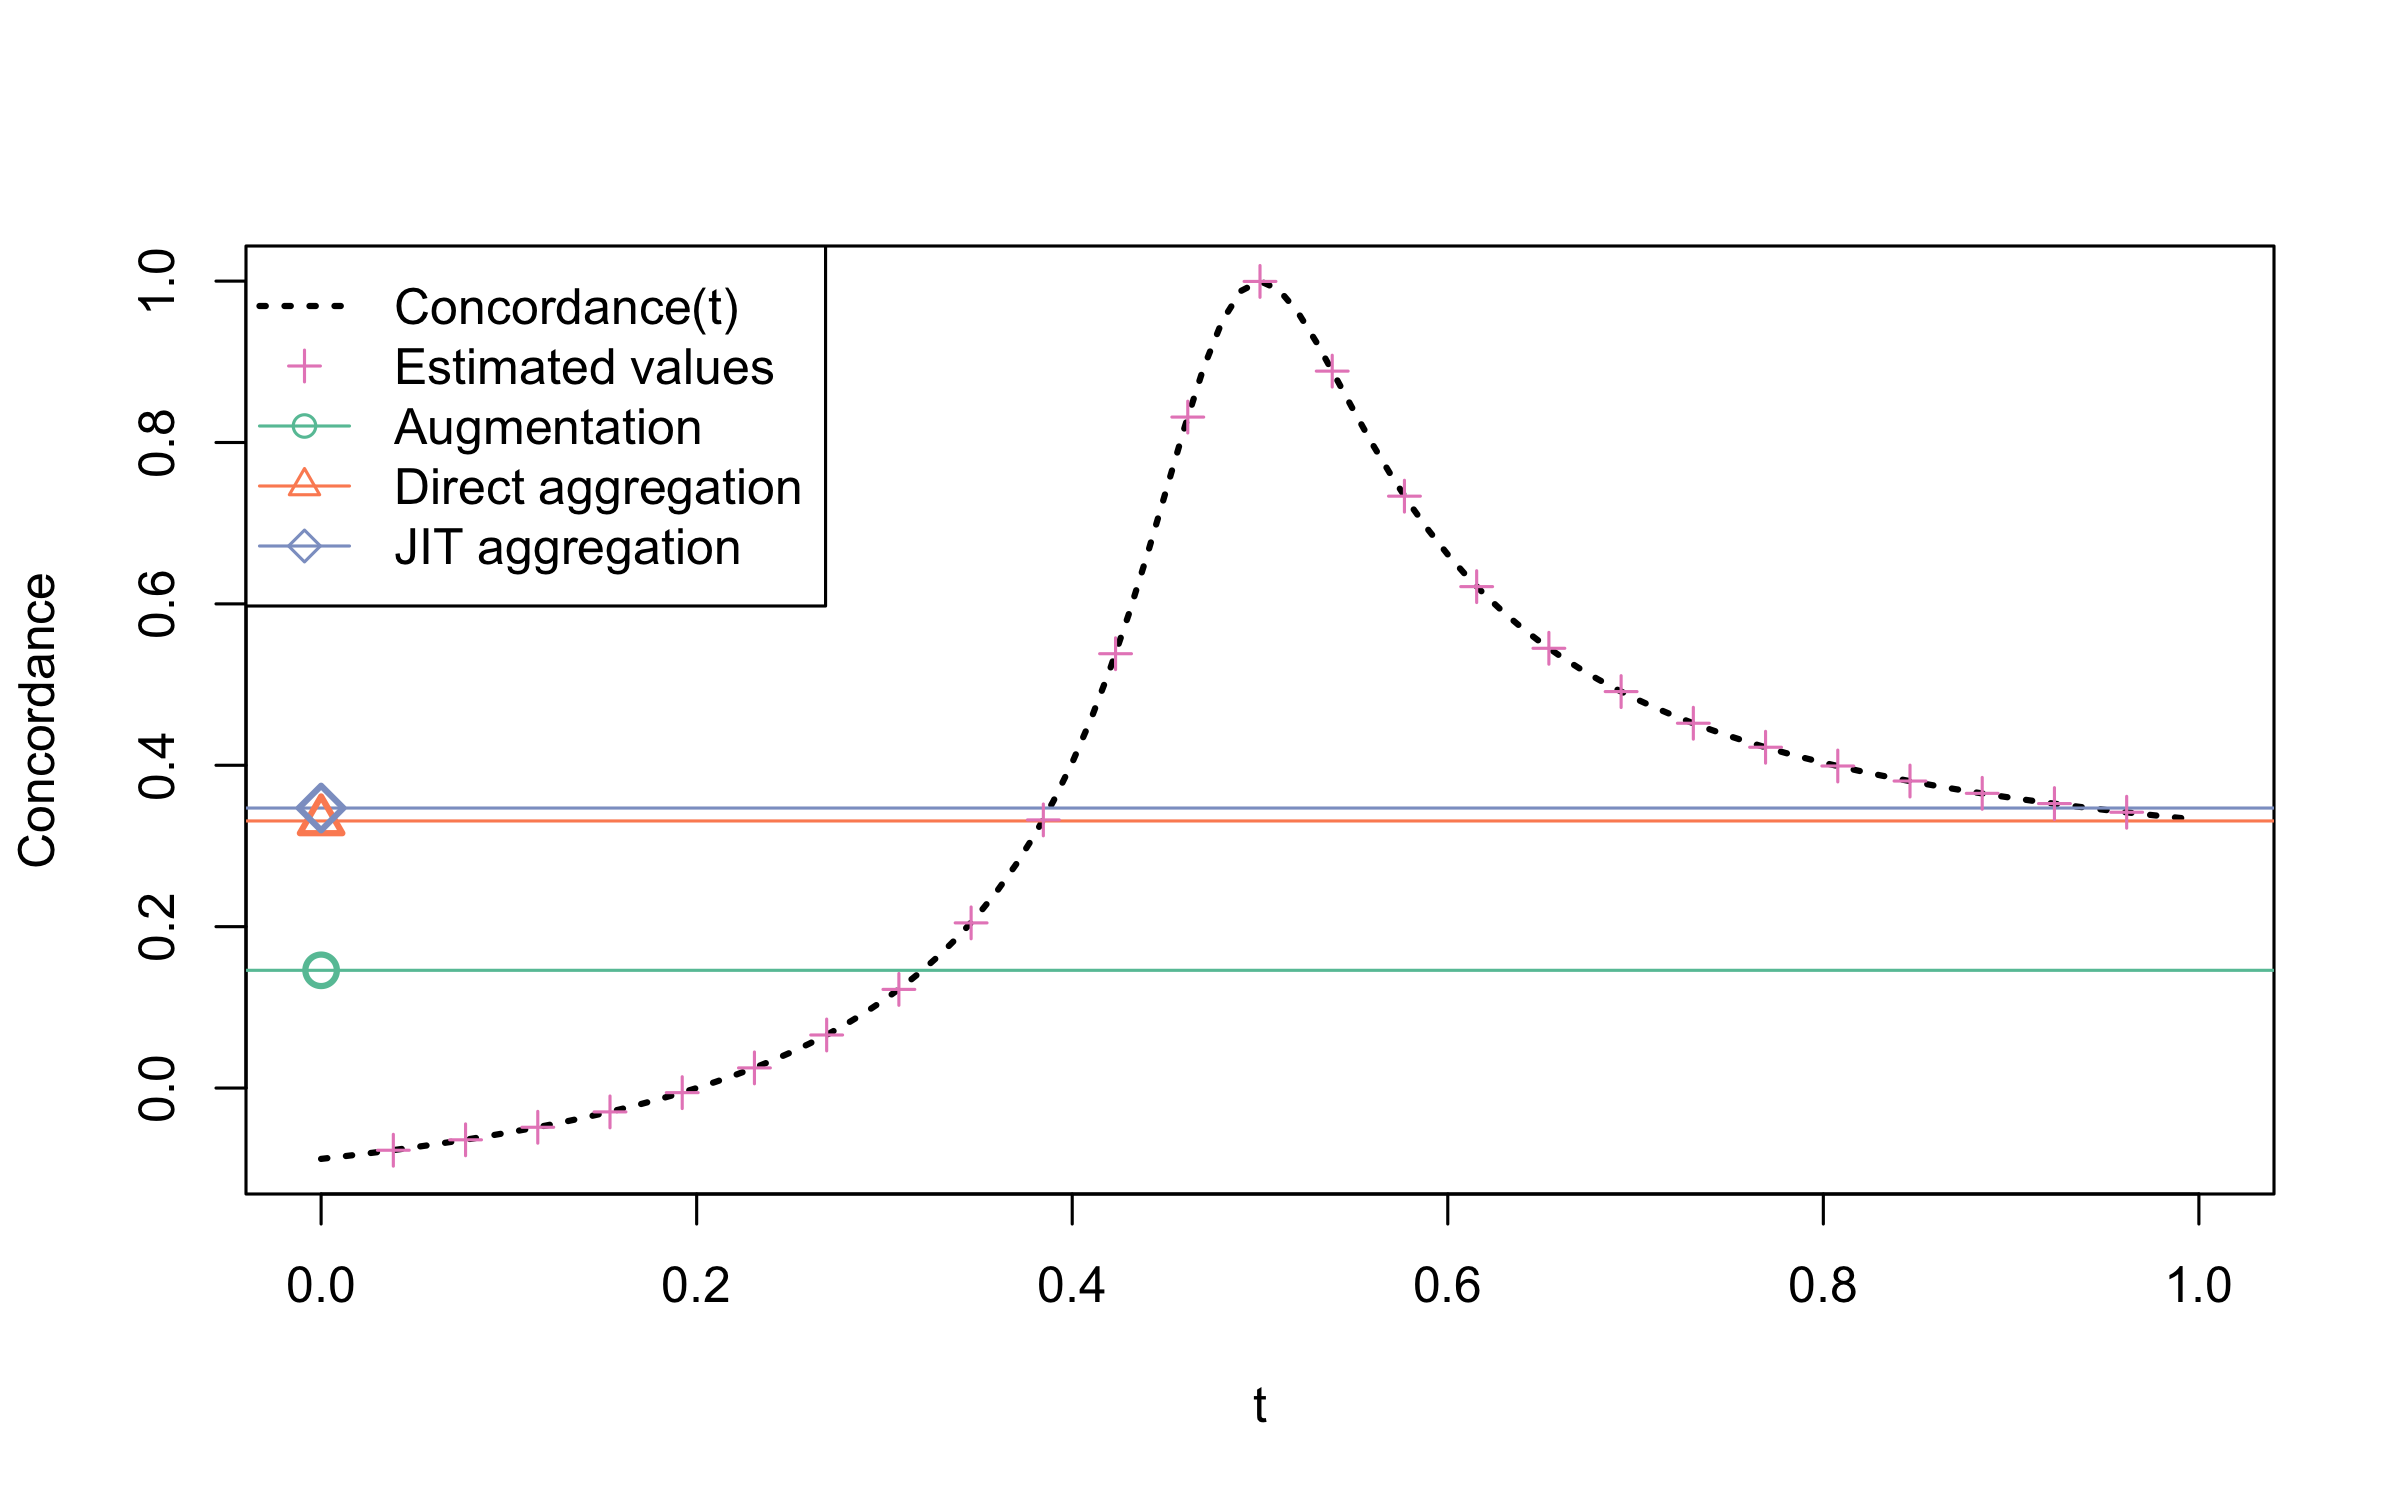 Concordance(t)
Estimated values
Augmentation
Direct aggregation
JIT aggregation
Concordance
1.0
0.8
0.6
0.4
0.2
0.0
0.0 0.2 0.4 0.6 0.8 1.0
t